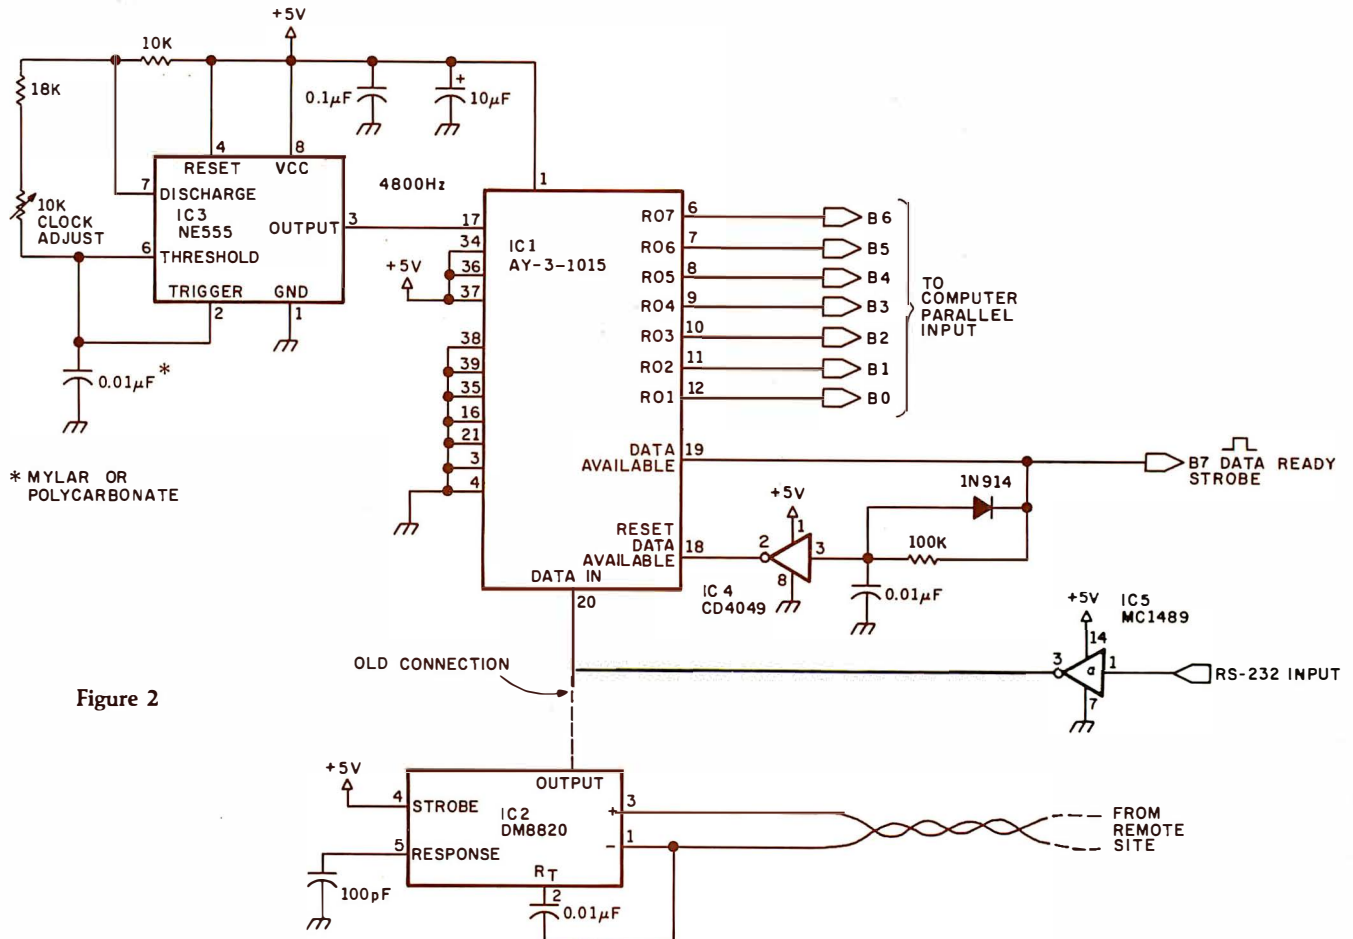 +5V
10K
18K
0.1µF
+
10µF
4
8
RESET
VCC
1
7
DISCHARGE
4800Hz
10K
CLOCK
ADJUST
IC3
NE555
OUTPUT
3
17
6
THRESHOLD
TRIGGER
GND
2
1
0.01µF *
* MYLAR OR
POLYCARBONATE
+5V
34
36
37
38
39
35
16
21
3
4
IC1
AY-3-1015
RO7
6
B6
RO6
7
B5
RO5
8
B4
RO4
9
B3
RO3
10
B2
RO2
11
B1
RO1
12
B0
TO
COMPUTER
PARALLEL
INPUT
DATA
AVAILABLE
19
B7 DATA READY
STROBE
1N914
+5V
1
RESET
DATA
AVAILABLE
18
2
3
8
100K
IC4
CD4049
0.01µF
DATA IN
20
+5V
IC5
MC1489
14
3
a
1
RS-232 INPUT
7
OLD CONNECTION
Figure 2
+5V
OUTPUT
4
STROBE
IC2
DM8820
+
3
5
RESPONSE
−
1
FROM
REMOTE
SITE
100pF
RT
2
0.01µF